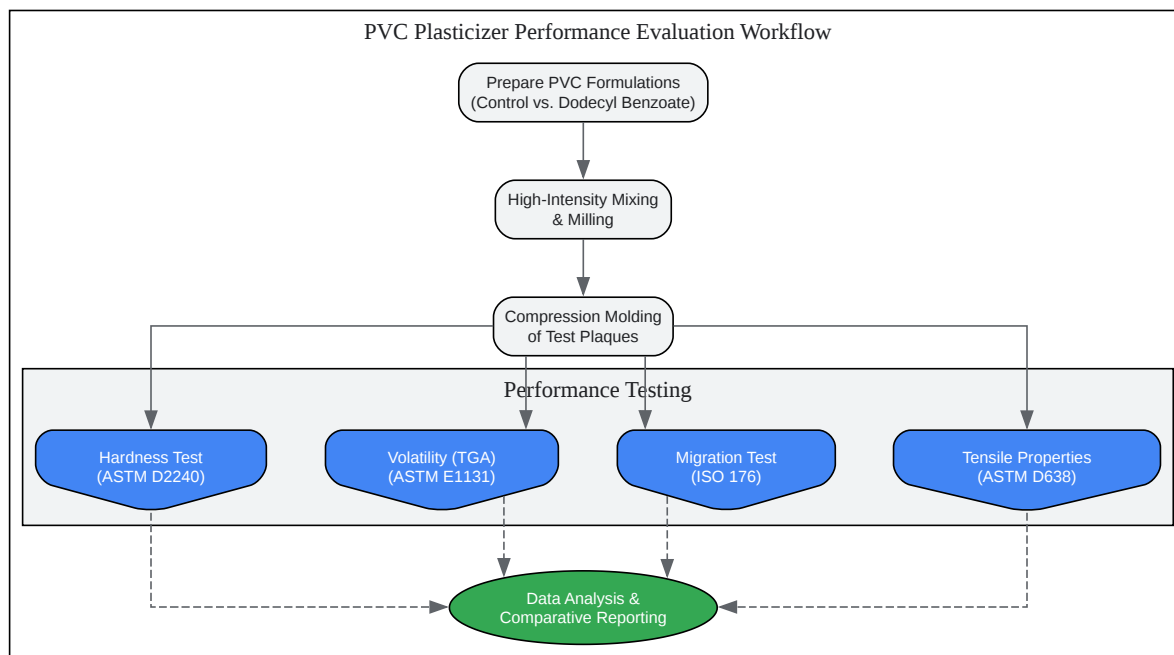 PVC Plasticizer Performance Evaluation Workflow
Prepare PVC Formulations
(Control vs. Dodecyl Benzoate)
High-Intensity Mixing
& Milling
Compression Molding
of Test Plaques
Performance Testing
Hardness Test
(ASTM D2240)
Volatility (TGA)
(ASTM E1131)
Migration Test
(ISO 176)
Tensile Properties
(ASTM D638)
Data Analysis &
Comparative Reporting